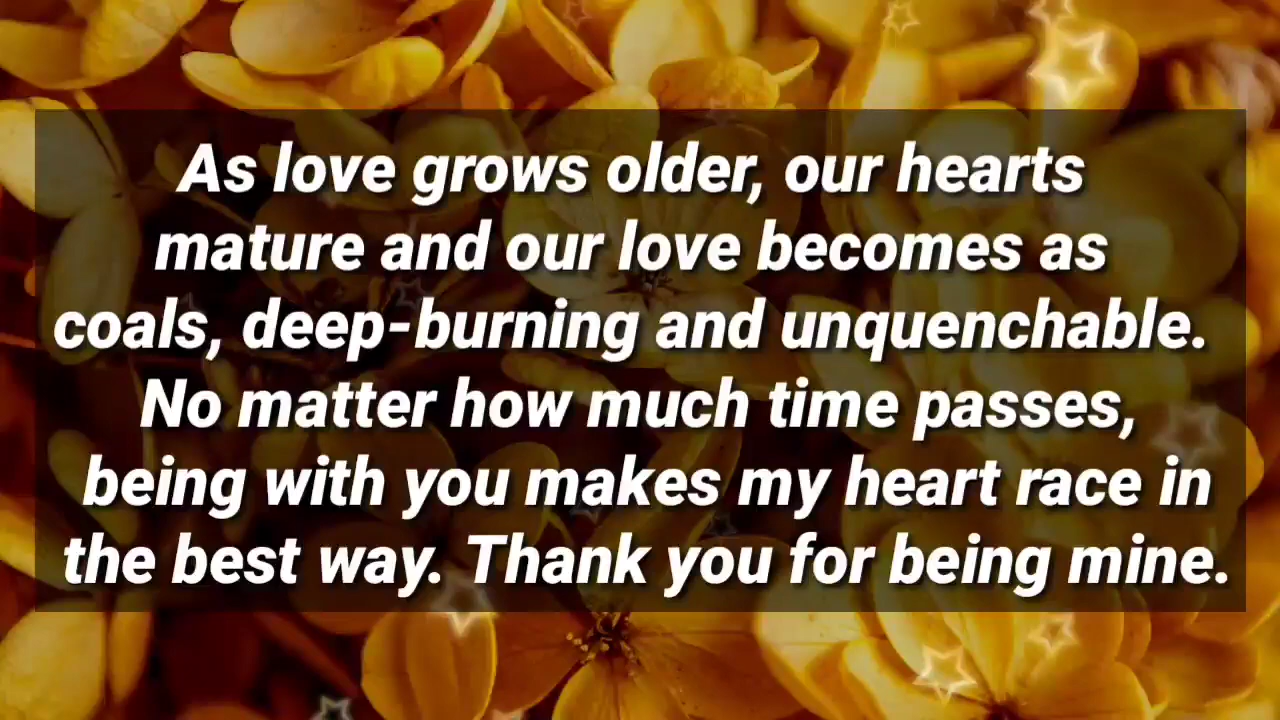 As love grows older, our hearts
mature and our love becomes as
coals, deep-burning and unquenchable.
No matter how much time passes,
being with you makes my heart race in
the best way. Thank you for being mine.